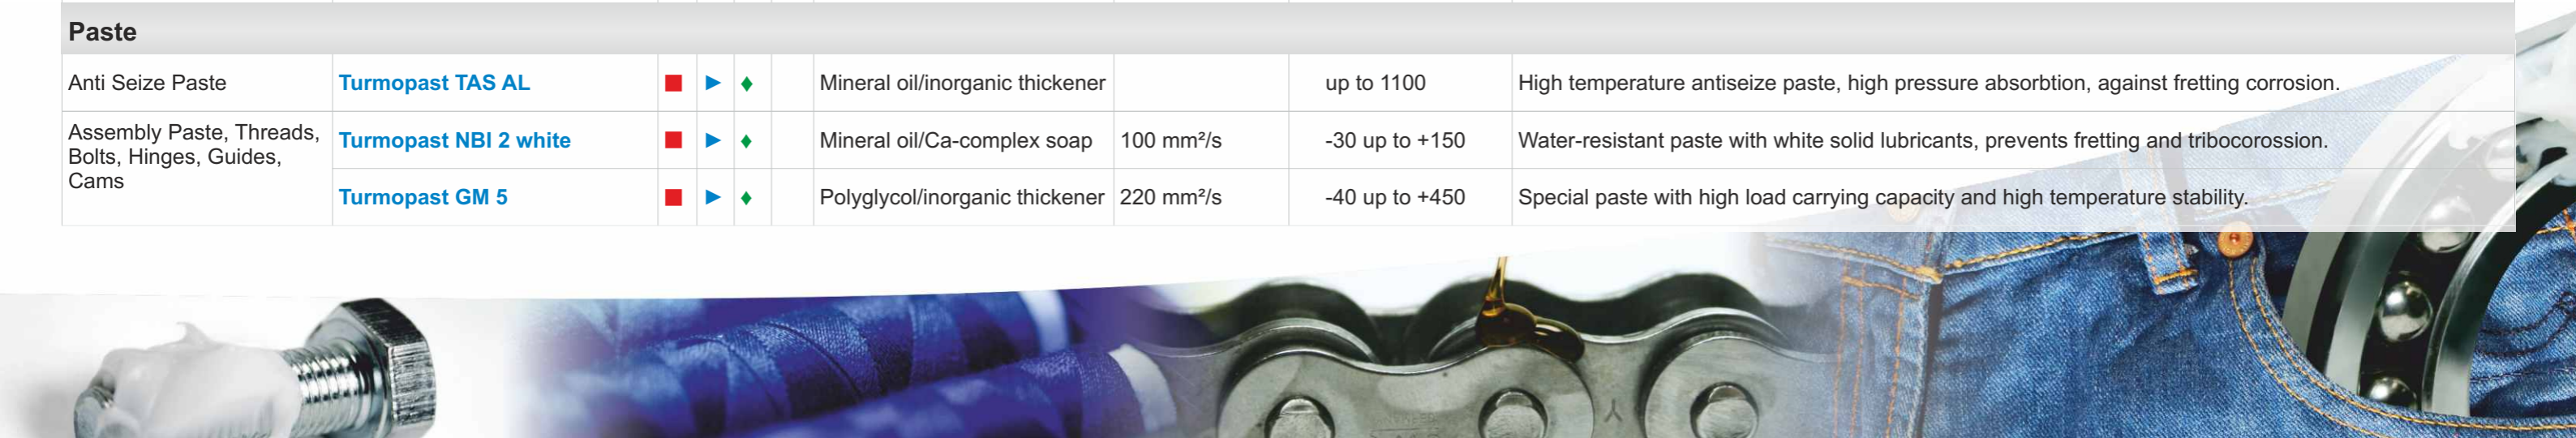 Paste
Anti Seize Paste Turmopast TAS AL Mineral oil/inorganic thickener up to 1100 High temperature antiseize paste, high pressure absorbtion, against fretting corrosion.
Assembly Paste, Threads,
Bolts, Hinges, Guides,
Cams
Turmopast NBI 2 white Mineral oil/Ca-complex soap 100 mm²/s -30 up to +150 Water-resistant paste with white solid lubricants, prevents fretting and tribocorossion.
Turmopast GM 5 Polyglycol/inorganic thickener 220 mm²/s -40 up to +450 Special paste with high load carrying capacity and high temperature stability.